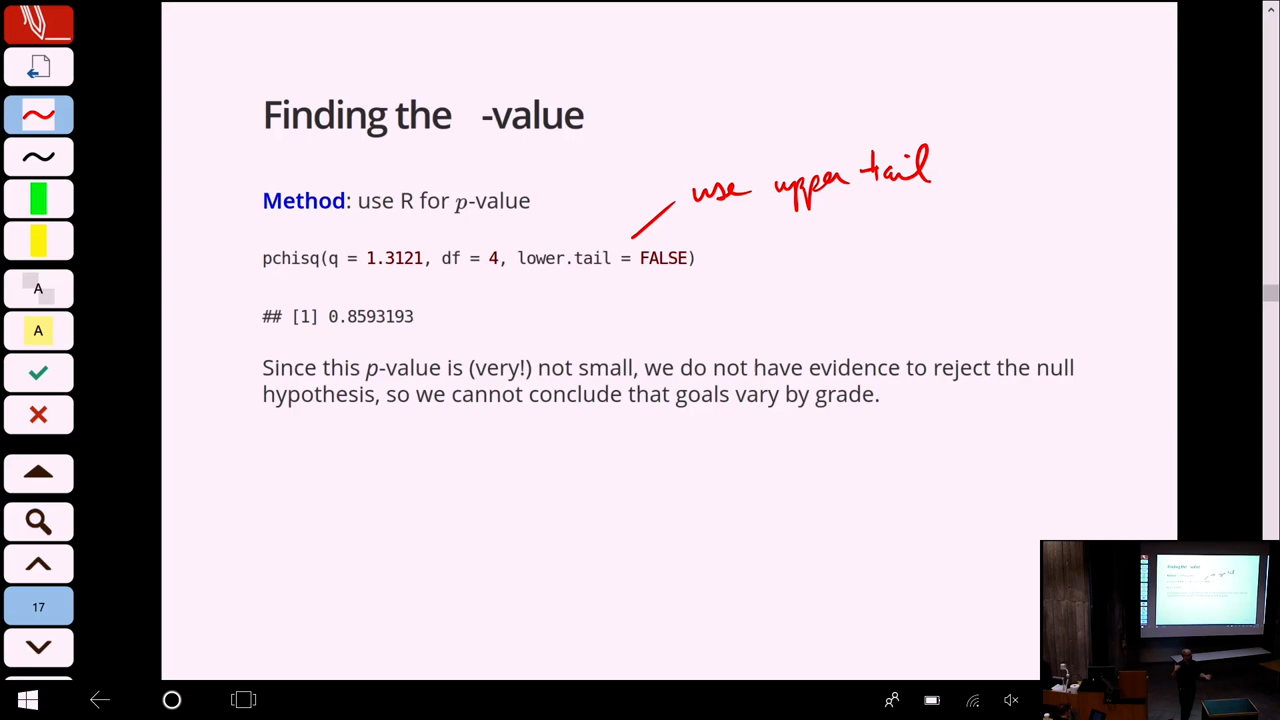 Finding the -value
use upper tail
Method: use R for p-value
pchisq(q = 1.3121, df = 4, lower.tail = FALSE)
## [1] 0.8593193
Since this p-value is (very!) not small, we do not have evidence to reject the null
hypothesis, so we cannot conclude that goals vary by grade.
A
A
17